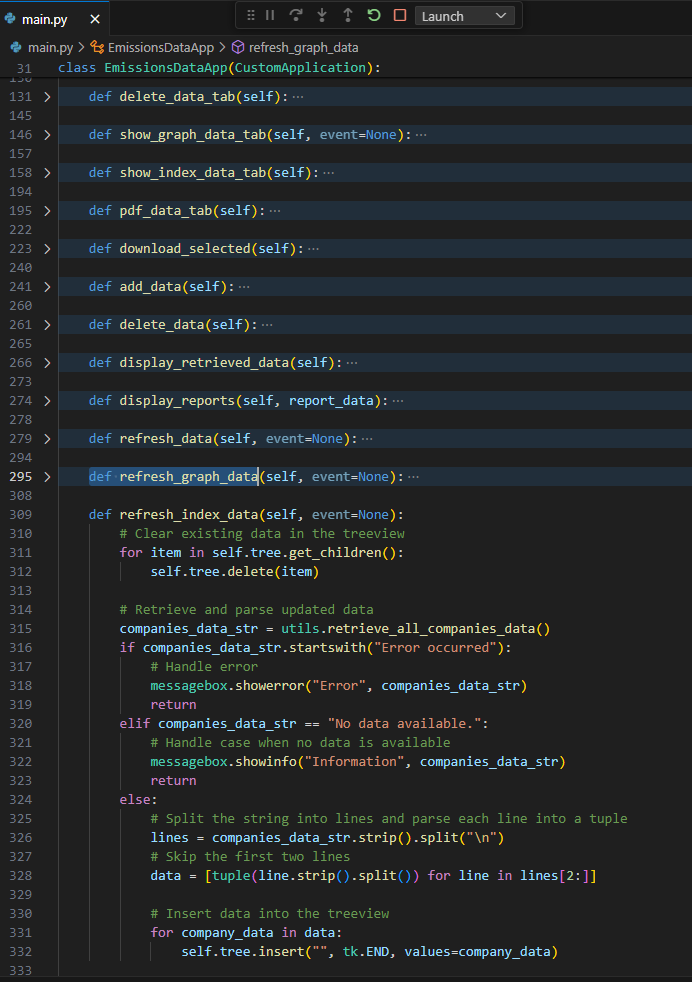 main.py
Launch
main.py > EmissionsDataApp > refresh_graph_data
31 class EmissionsDataApp(CustomApplication):
130
131 def delete_data_tab(self): ...
145
146 def show_graph_data_tab(self, event=None): ...
157
158 def show_index_data_tab(self): ...
194
195 def pdf_data_tab(self): ...
222
223 def download_selected(self): ...
240
241 def add_data(self): ...
260
261 def delete_data(self): ...
265
266 def display_retrieved_data(self): ...
273
274 def display_reports(self, report_data): ...
278
279 def refresh_data(self, event=None): ...
294
295 def refresh_graph_data(self, event=None): ...
308
309 def refresh_index_data(self, event=None):
310 # Clear existing data in the treeview
311 for item in self.tree.get_children():
312 self.tree.delete(item)
313
314 # Retrieve and parse updated data
315 companies_data_str = utils.retrieve_all_companies_data()
316 if companies_data_str.startswith("Error occurred"):
317 # Handle error
318 messagebox.showerror("Error", companies_data_str)
319 return
320 elif companies_data_str == "No data available.":
321 # Handle case when no data is available
322 messagebox.showinfo("Information", companies_data_str)
323 return
324 else:
325 # Split the string into lines and parse each line into a tuple
326 lines = companies_data_str.strip().split("\n")
327 # Skip the first two lines
328 data = [tuple(line.strip().split()) for line in lines[2:]]
329
330 # Insert data into the treeview
331 for company_data in data:
332 self.tree.insert("", tk.END, values=company_data)
333